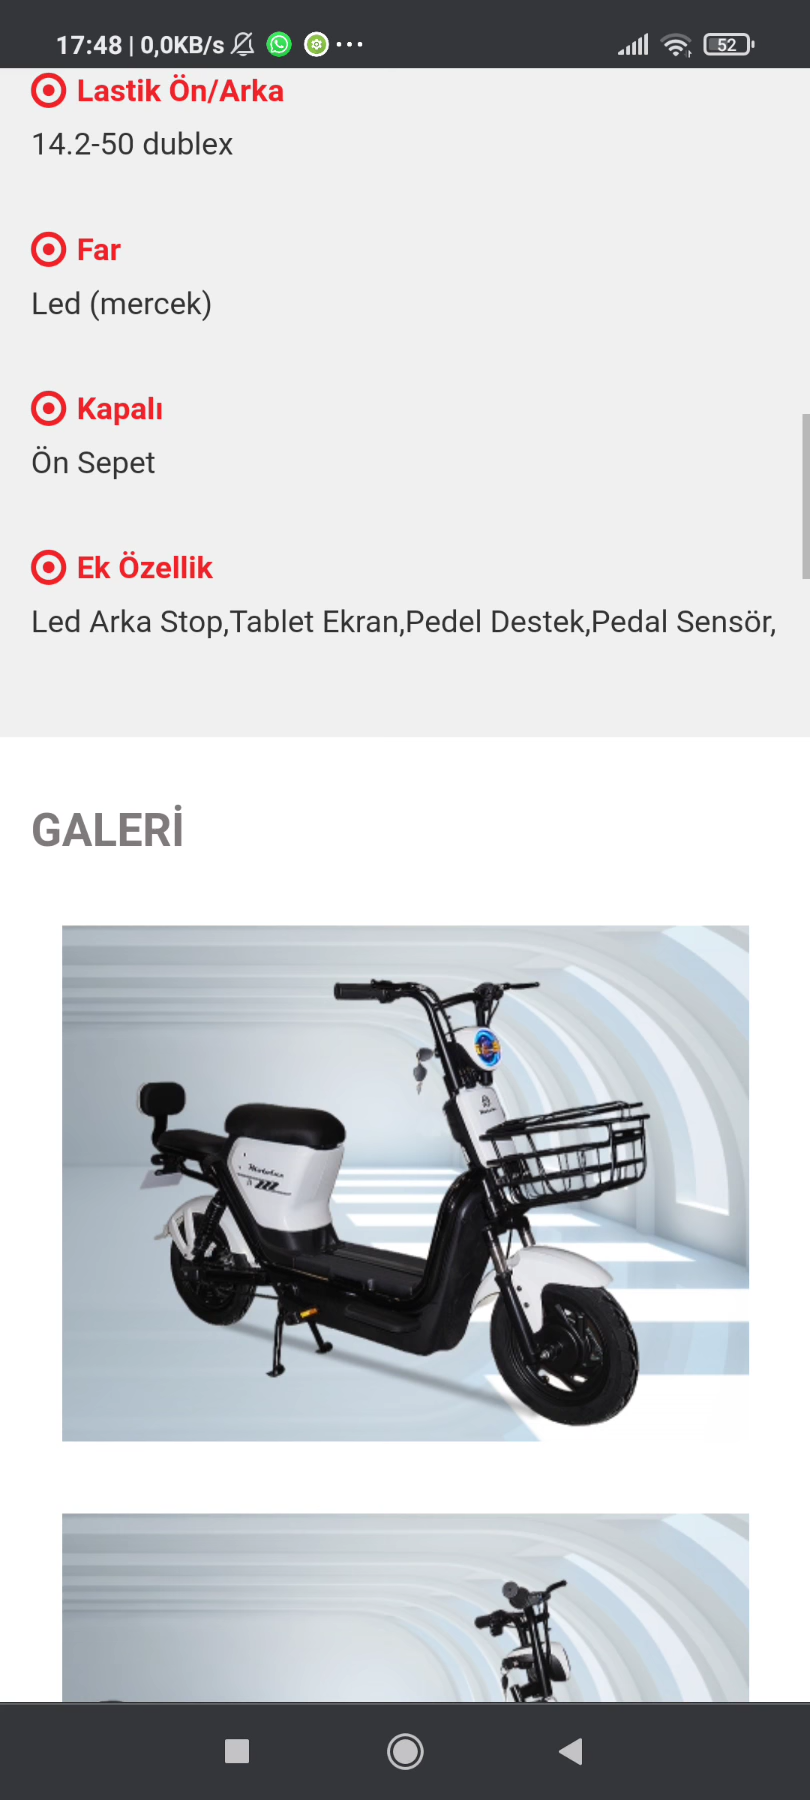 17:48 | 0,0KB/s
52
Lastik Ön/Arka
14.2-50 dublex
Far
Led (mercek)
Kapalı
Ön Sepet
Ek Özellik
Led Arka Stop,Tablet Ekran,Pedel Destek,Pedal Sensör,
GALERİ